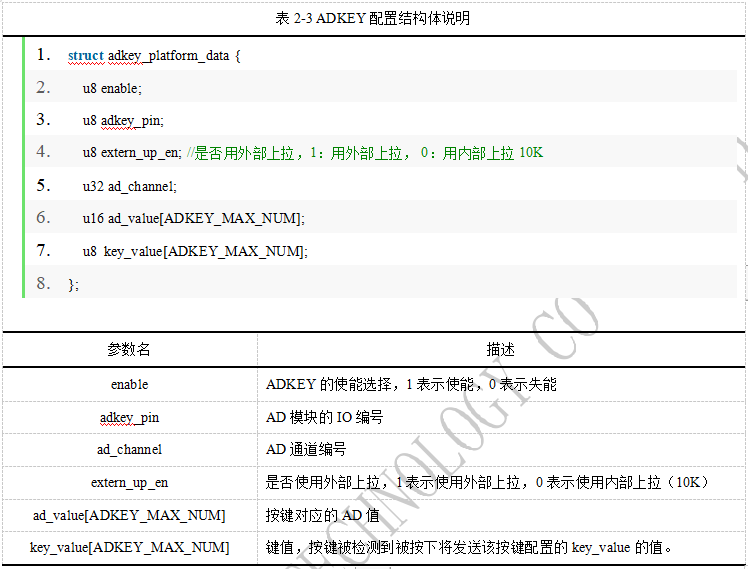 表 2-3 ADKEY 配置结构体说明
1. struct adkey_platform_data {
2. u8 enable;
3. u8 adkey_pin;
4. u8 extern_up_en; //是否用外部上拉，1：用外部上拉， 0：用内部上拉 10K
5. u32 ad_channel;
6. u16 ad_value[ADKEY_MAX_NUM];
7. u8 key_value[ADKEY_MAX_NUM];
8. };
参数名 描述
enable ADKEY 的使能选择，1 表示使能，0 表示失能
adkey_pin AD 模块的 IO 编号
ad_channel AD 通道编号
extern_up_en 是否使用外部上拉，1 表示使用外部上拉，0 表示使用内部上拉（10K）
ad_value[ADKEY_MAX_NUM] 按键对应的 AD 值
key_value[ADKEY_MAX_NUM] 键值，按键被检测到被按下将发送该按键配置的 key_value 的值。
TECHNOLOGY CO